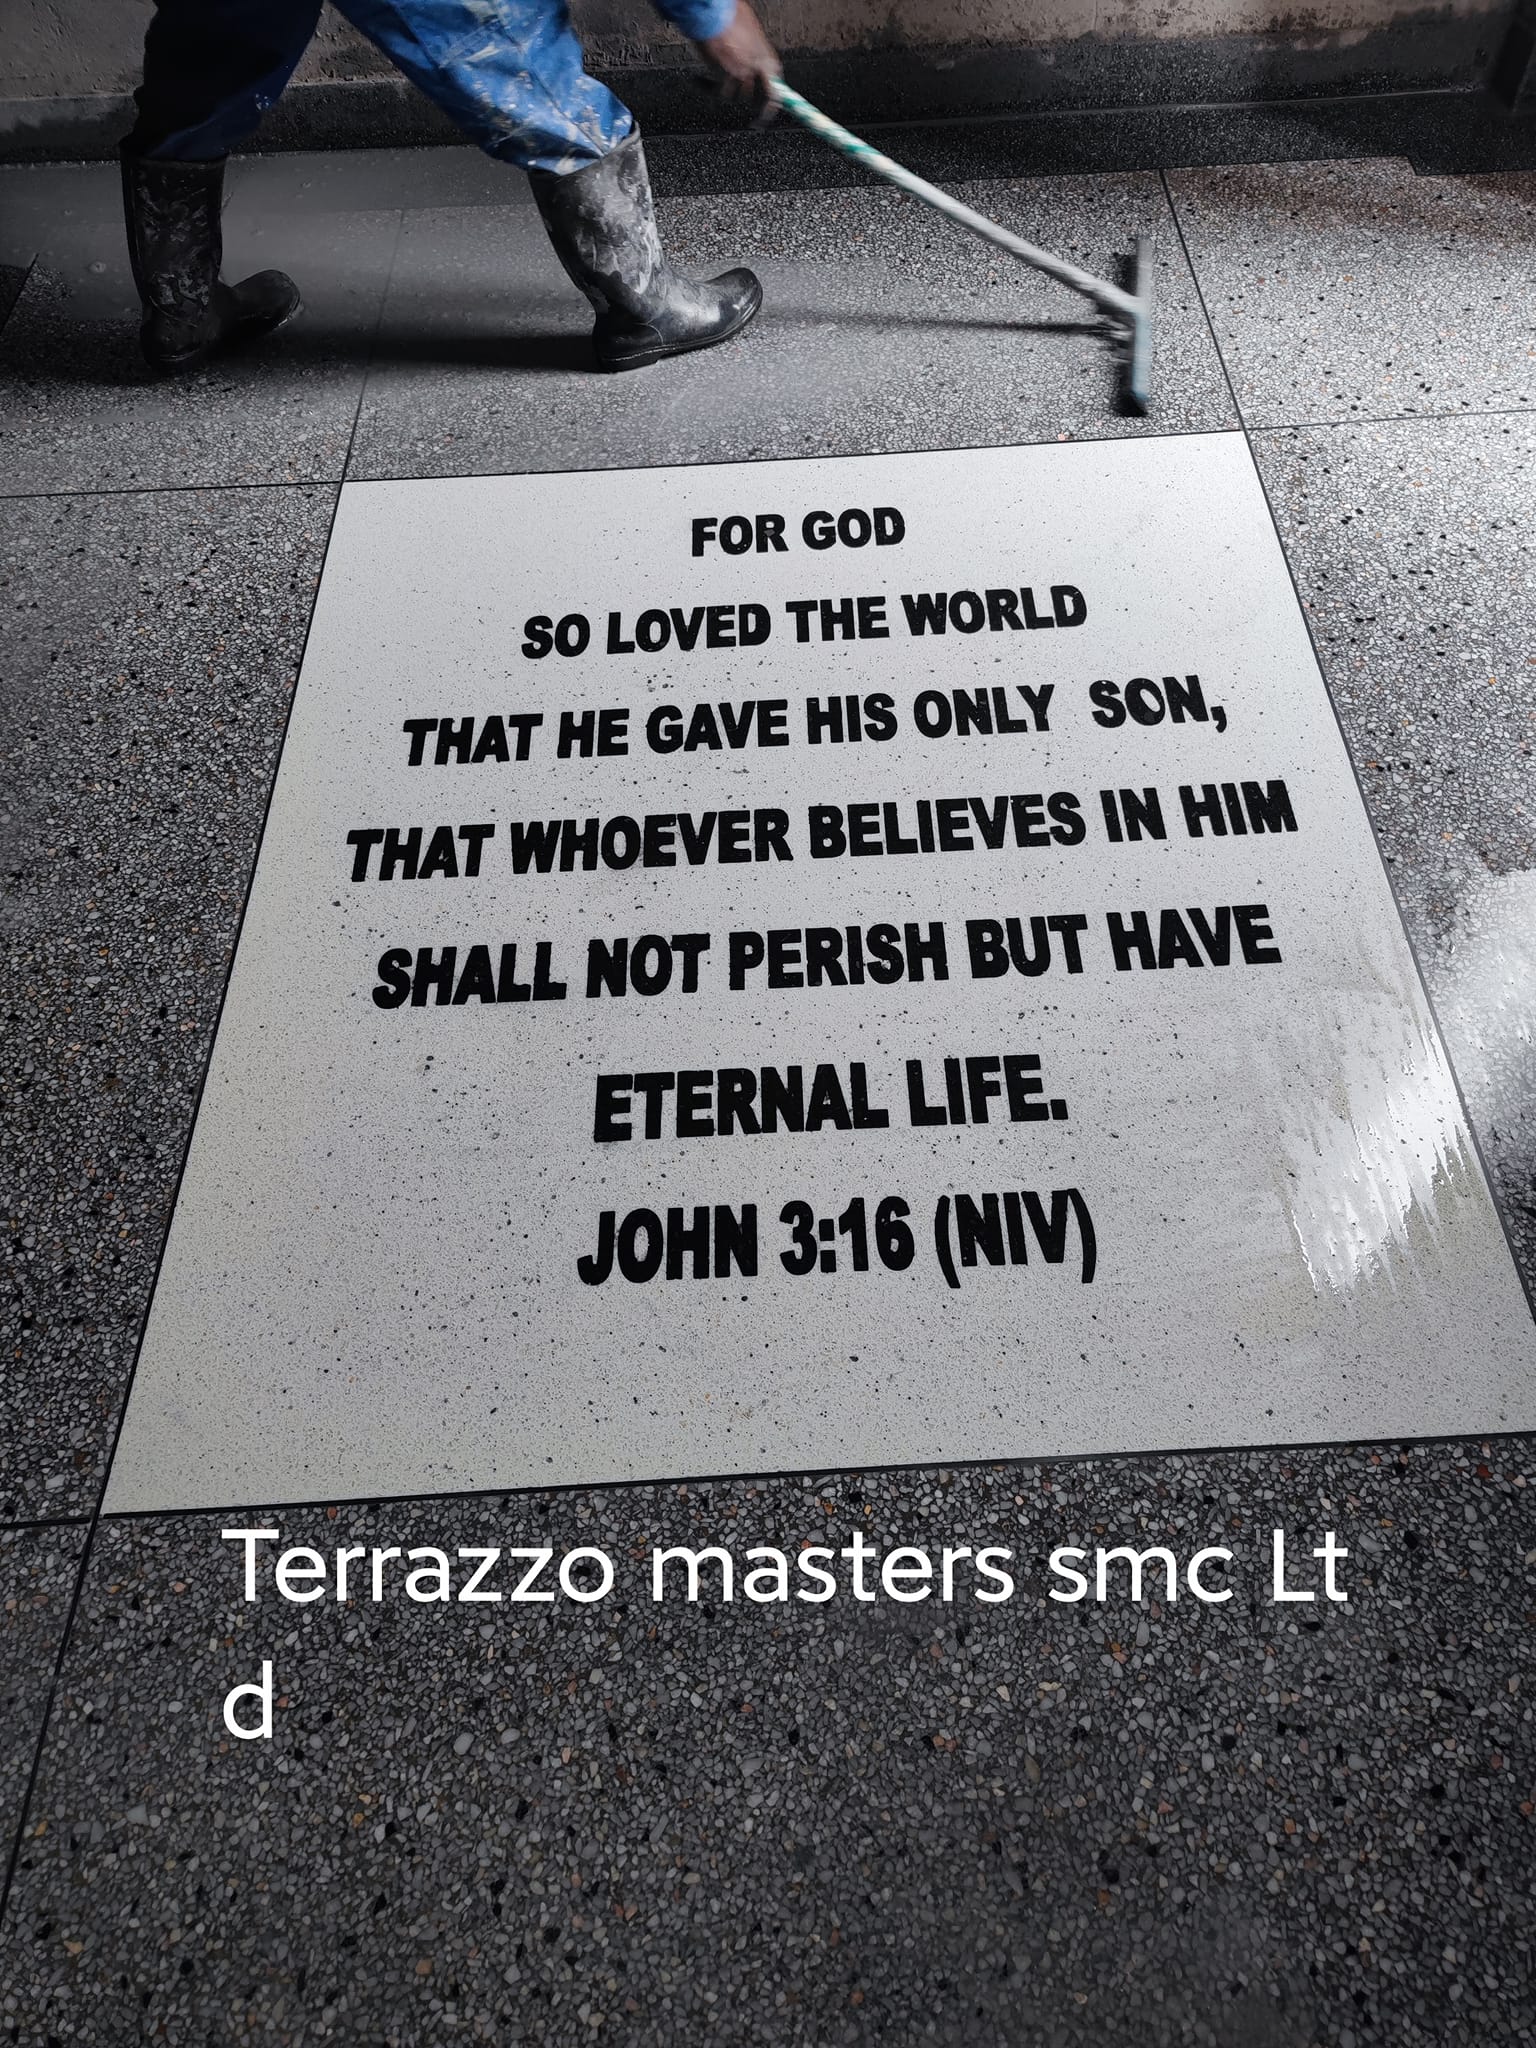 FOR GOD
SO LOVED THE WORLD
THAT HE GAVE HIS ONLY SON,
THAT WHOEVER BELIEVES IN HIM
SHALL NOT PERISH BUT HAVE
ETERNAL LIFE.
JOHN 3:16 (NIV)
Terrazzo masters smc Lt
d